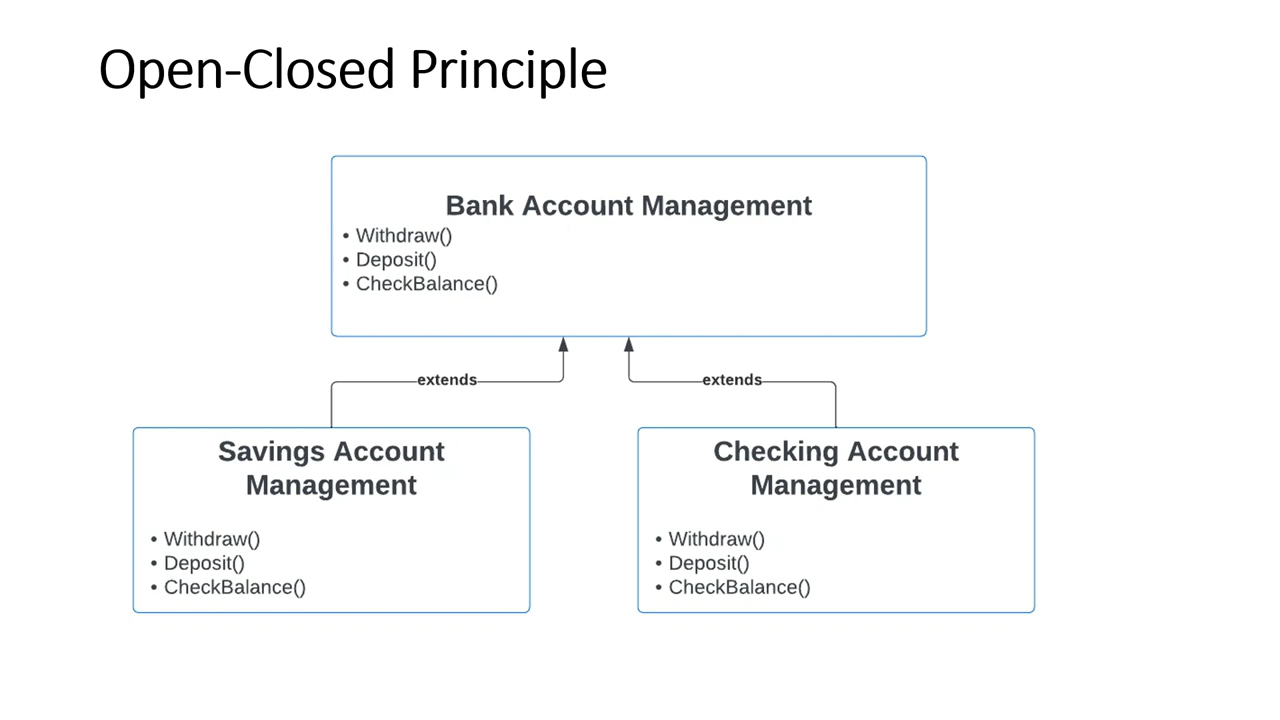 Open-Closed Principle
Bank Account Management
• Withdraw()
• Deposit()
• CheckBalance()
extends
extends
Savings Account
Management
• Withdraw()
• Deposit()
• CheckBalance()
Checking Account
Management
• Withdraw()
• Deposit()
• CheckBalance()